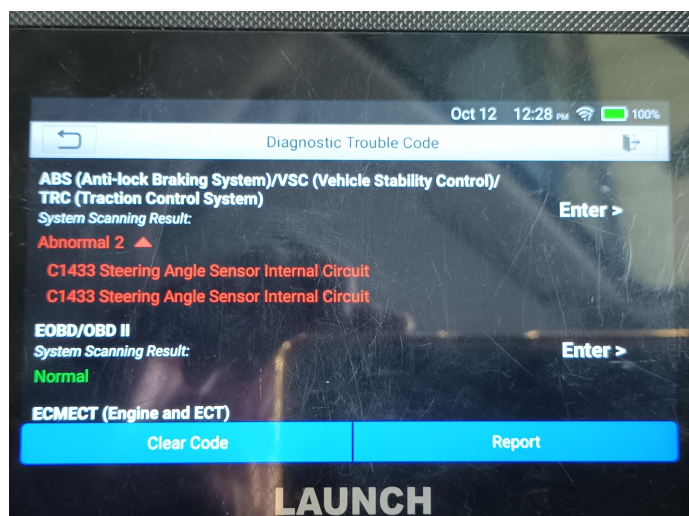 Oct 12 12:28 PM 100%
Diagnostic Trouble Code
ABS (Anti-lock Braking System)/VSC (Vehicle Stability Control)/
TRC (Traction Control System)
Enter >
System Scanning Result:
Abnormal 2
C1433 Steering Angle Sensor Internal Circuit
C1433 Steering Angle Sensor Internal Circuit
EOBD/OBD II
System Scanning Result:
Enter >
Normal
ECMECT (Engine and ECT)
Clear Code Report
LAUNCH